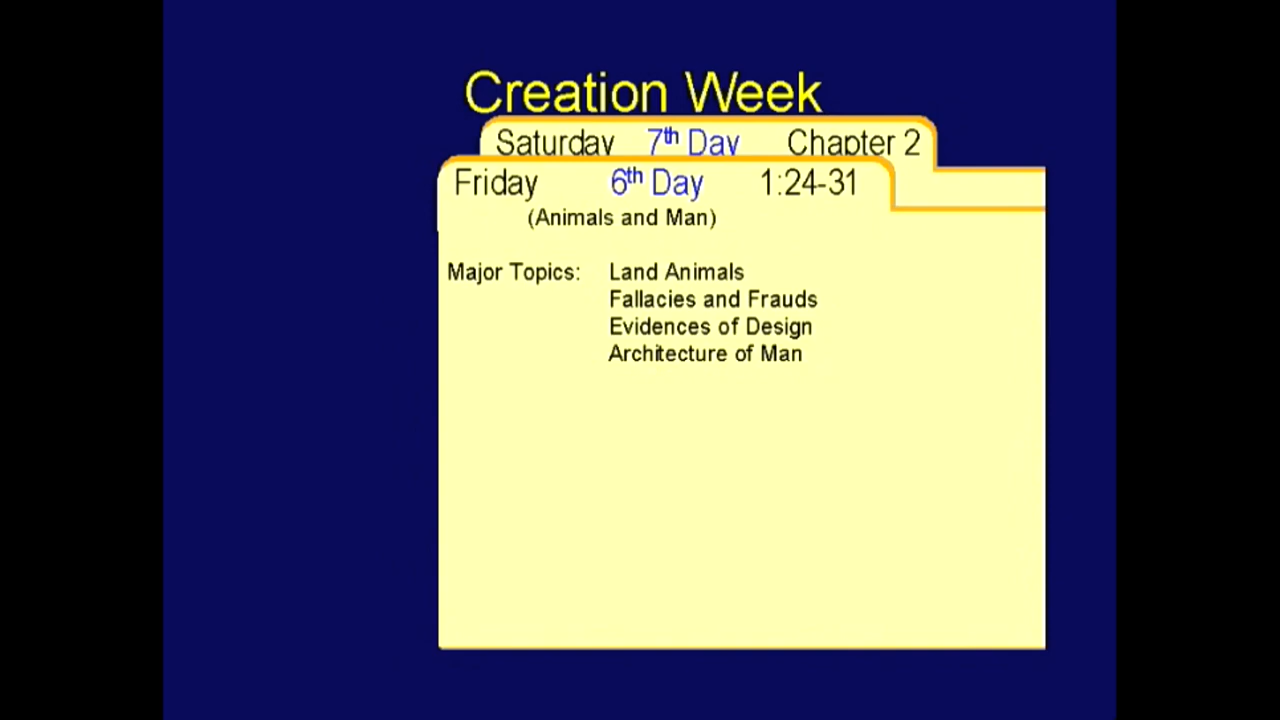 Creation Week
Saturday 7th Day Chapter 2
Friday 6th Day 1:24-31
(Animals and Man)
Major Topics: Land Animals
Fallacies and Frauds
Evidences of Design
Architecture of Man